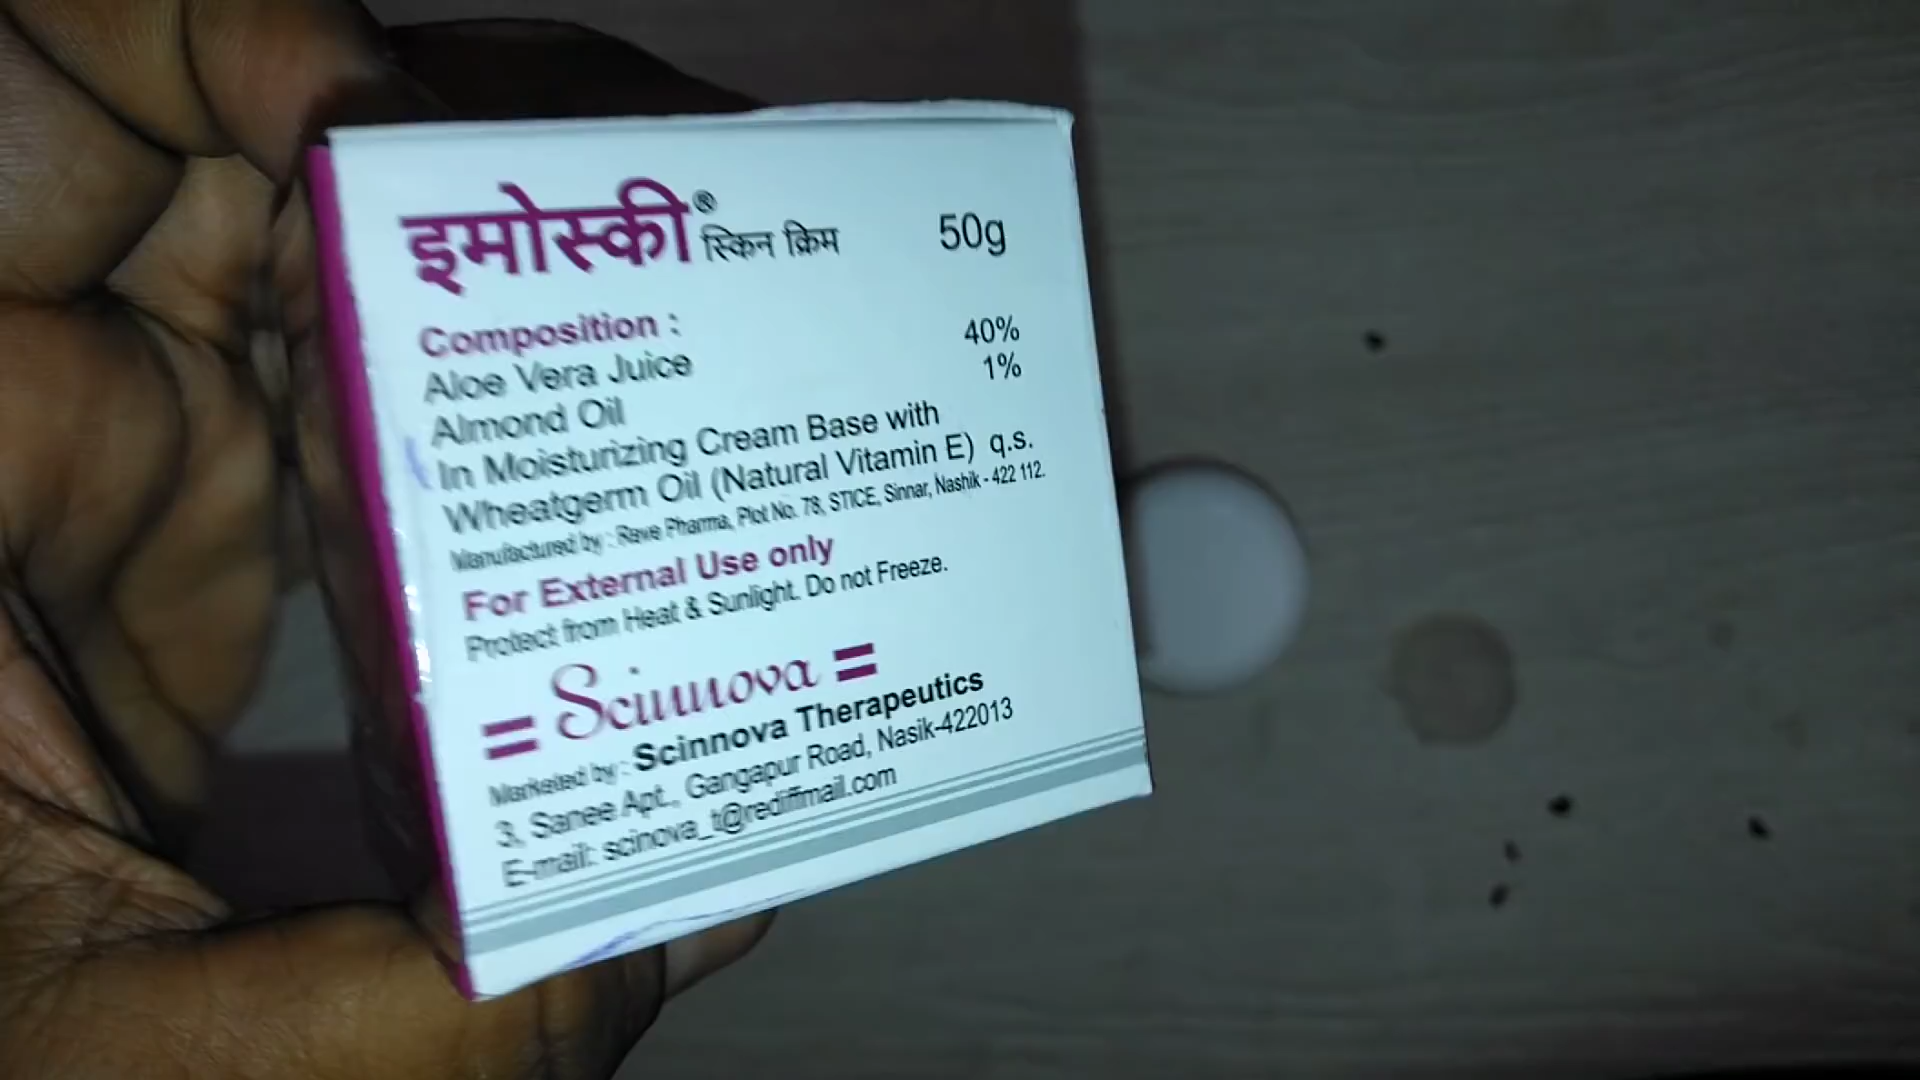 इमोस्की® स्किन क्रिम 50g
Composition :
Aloe Vera Juice 40%
Almond Oil 1%
In Moisturizing Cream Base with
Wheatgerm Oil (Natural Vitamin E) q.s.
Manufactured by : Rave Pharma, Plot No. 78, STICE, Sinnar, Nashik - 422 112.
For External Use only
Protect from Heat & Sunlight. Do not Freeze.
Scinnova
Marketed by : Scinnova Therapeutics
3, Sanee Apt., Gangapur Road, Nasik-422013
E-mail: scinova_t@rediffmail.com